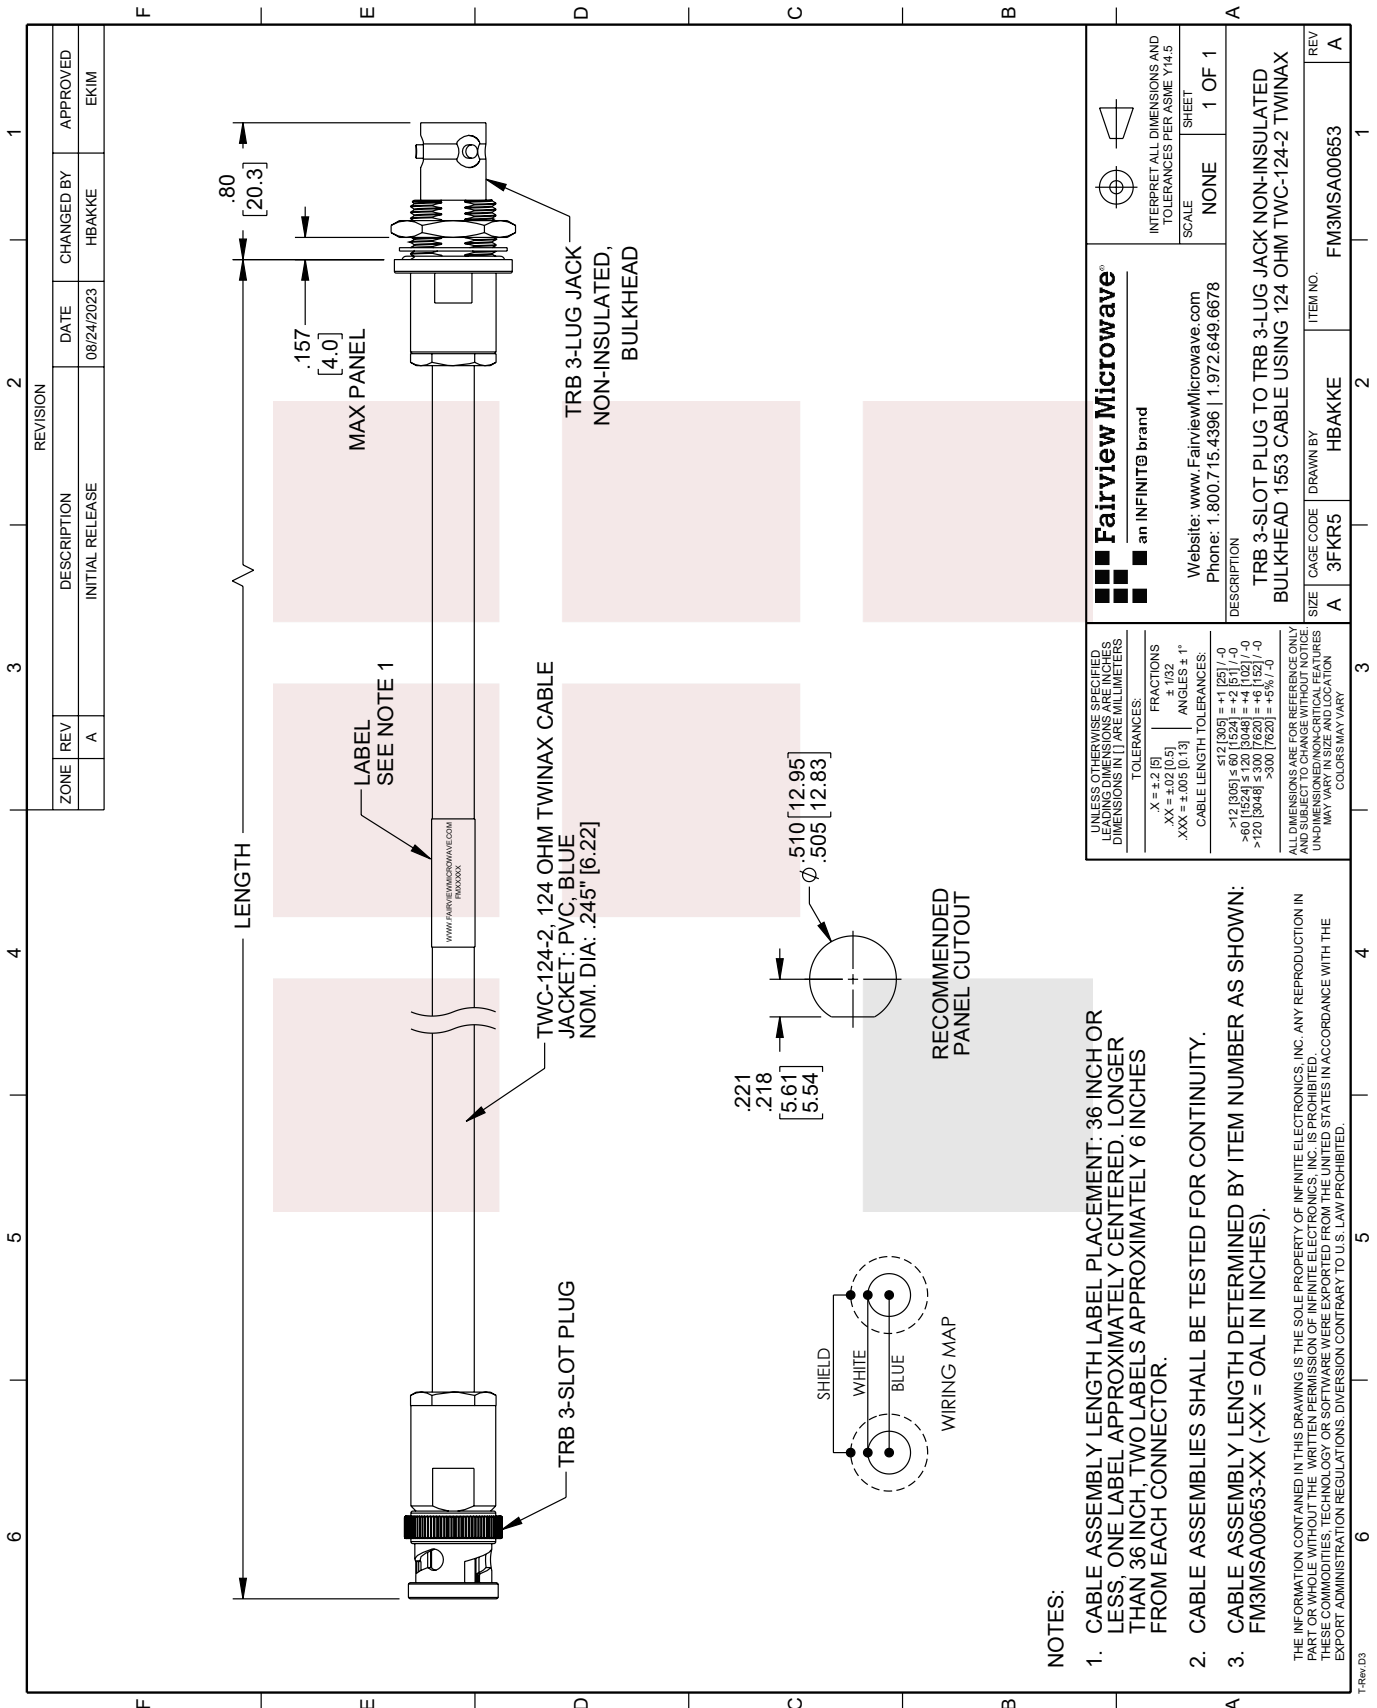 REVISION
ZONE REV DESCRIPTION DATE CHANGED BY APPROVED
A INITIAL RELEASE 08/24/2023 HBAKKE EKIM
6 5 4 3 2 1
F
E
D
C
B
A
LENGTH
.80
[20.3]
.157
[4.0]
MAX PANEL
LABEL
SEE NOTE 1
WWW.FAIRVIEWMICROWAVE.COM
FMXXXXX
TRB 3-SLOT PLUG
TWC-124-2, 124 OHM TWINAX CABLE
JACKET: PVC, BLUE
NOM. DIA: .245" [6.22]
TRB 3-LUG JACK
NON-INSULATED,
BULKHEAD
SHIELD
WHITE
BLUE
WIRING MAP
.221
.218
[5.61]
[5.54]
Ø .510 [12.95]
.505 [12.83]
RECOMMENDED
PANEL CUTOUT
NOTES:
1. CABLE ASSEMBLY LENGTH LABEL PLACEMENT: 36 INCH OR
LESS, ONE LABEL APPROXIMATELY CENTERED. LONGER
THAN 36 INCH, TWO LABELS APPROXIMATELY 6 INCHES
FROM EACH CONNECTOR.
2. CABLE ASSEMBLIES SHALL BE TESTED FOR CONTINUITY.
3. CABLE ASSEMBLY LENGTH DETERMINED BY ITEM NUMBER AS SHOWN:
FM3MSA00653-XX (-XX = OAL IN INCHES).
THE INFORMATION CONTAINED IN THIS DRAWING IS THE SOLE PROPERTY OF INFINITE ELECTRONICS, INC. ANY REPRODUCTION IN
PART OR WHOLE WITHOUT THE WRITTEN PERMISSION OF INFINITE ELECTRONICS, INC. IS PROHIBITED.
THESE COMMODITIES, TECHNOLOGY OR SOFTWARE WERE EXPORTED FROM THE UNITED STATES IN ACCORDANCE WITH THE
EXPORT ADMINISTRATION REGULATIONS. DIVERSION CONTRARY TO U.S. LAW PROHIBITED.
UNLESS OTHERWISE SPECIFIED
LEADING DIMENSIONS ARE INCHES
DIMENSIONS IN [ ] ARE MILLIMETERS
TOLERANCES:
.X = ±.2 [5] FRACTIONS
.XX = ±.02 [0.5] ± 1/32
.XXX = ±.005 [0.13] ANGLES ± 1°
CABLE LENGTH TOLERANCES:
≤12 [305] = +1 [25] / -0
>12 [305] ≤ 60 [1524] = +2 [51] / -0
>60 [1524] ≤ 120 [3048] = +4 [102] / -0
>120 [3048] ≤ 300 [7620] = +6 [152] / -0
>300 [7620] = +5% / -0
ALL DIMENSIONS ARE FOR REFERENCE ONLY
AND SUBJECT TO CHANGE WITHOUT NOTICE.
UN-DIMENSIONED/NON-CRITICAL FEATURES
MAY VARY IN SIZE AND LOCATION
COLORS MAY VARY
Fairview Microwave®
an INFINIT@ brand
Website: www.FairviewMicrowave.com
Phone: 1.800.715.4396 | 1.972.649.6678
INTERPRET ALL DIMENSIONS AND
TOLERANCES PER ASME Y14.5
SCALE NONE SHEET 1 OF 1
DESCRIPTION
TRB 3-SLOT PLUG TO TRB 3-LUG JACK NON-INSULATED
BULKHEAD 1553 CABLE USING 124 OHM TWC-124-2 TWINAX
SIZE CAGE CODE DRAWN BY ITEM NO. REV
A 3FKR5 HBAKKE FM3MSA00653 A
F
E
D
C
B
A
6 5 4 3 2 1
T-Rev.D3